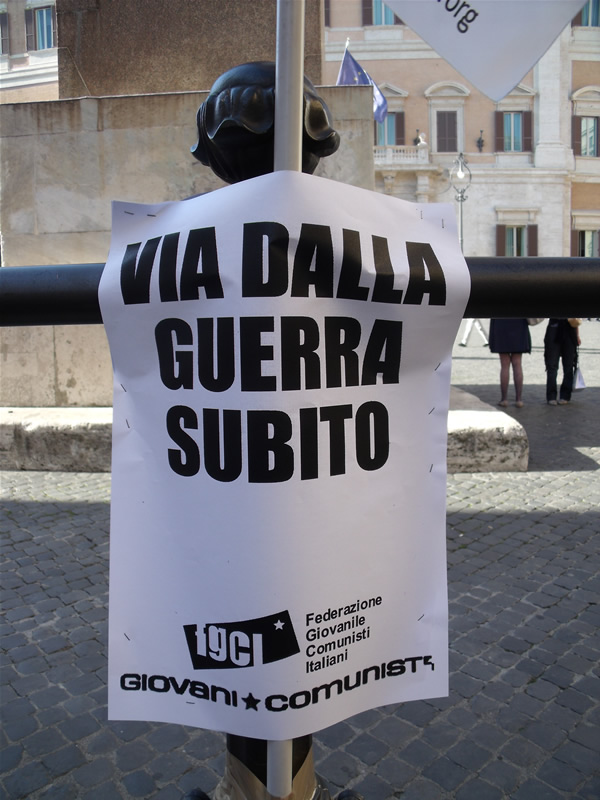 .org
VIA DALLA
GUERRA
SUBITO
fgci
Federazione
Giovanile
Comunisti
Italiani
GIOVANI★COMUNISTI